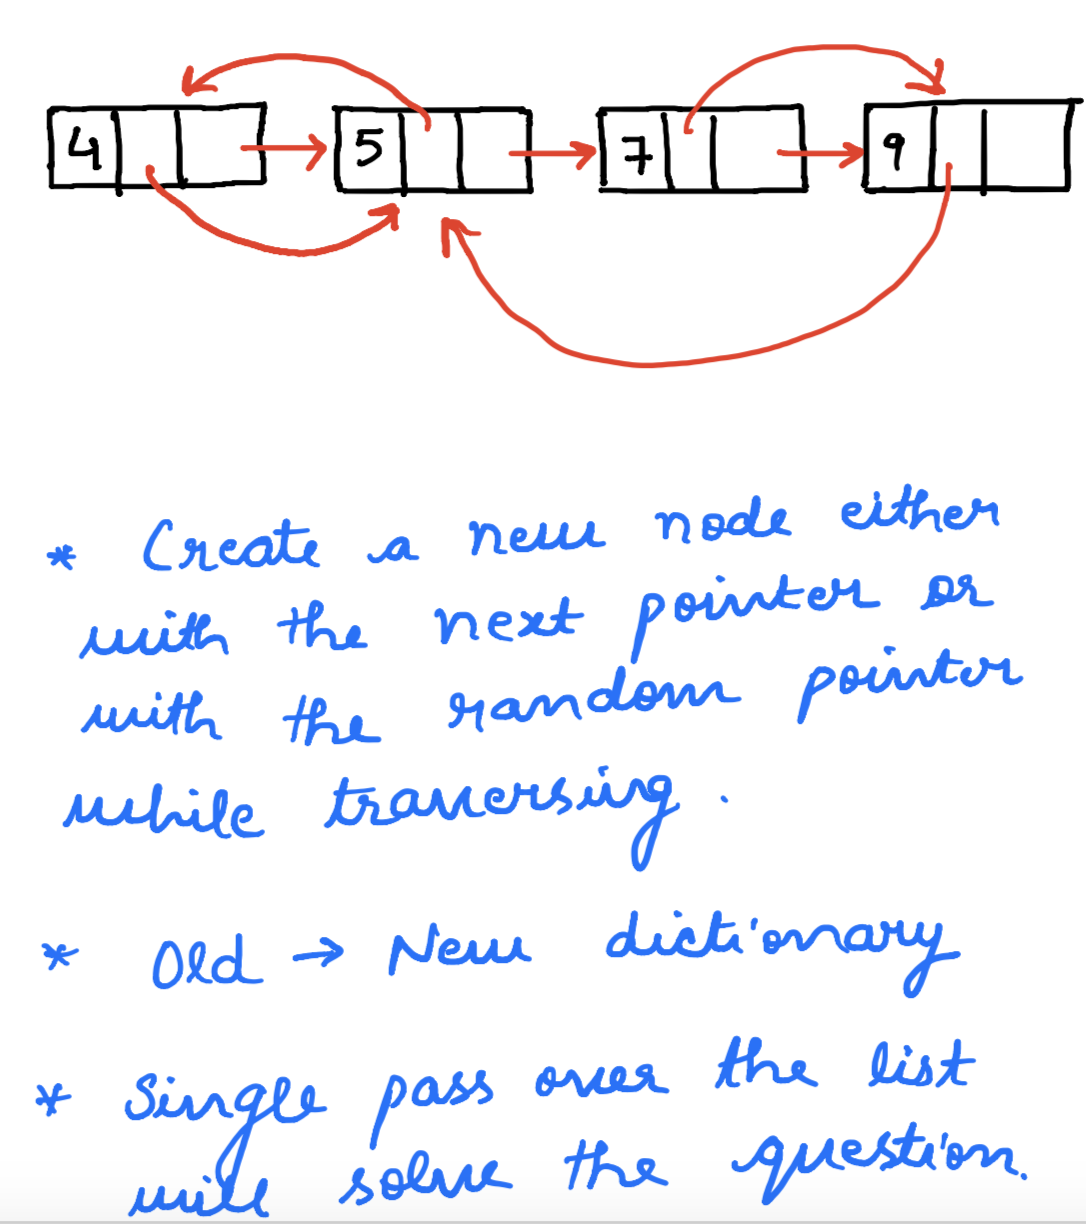 4 5 7 9
* Create a new node either
with the next pointer or
with the random pointer
while traversing.
* Old → New dictionary
* Single pass over the list
will solve the question.